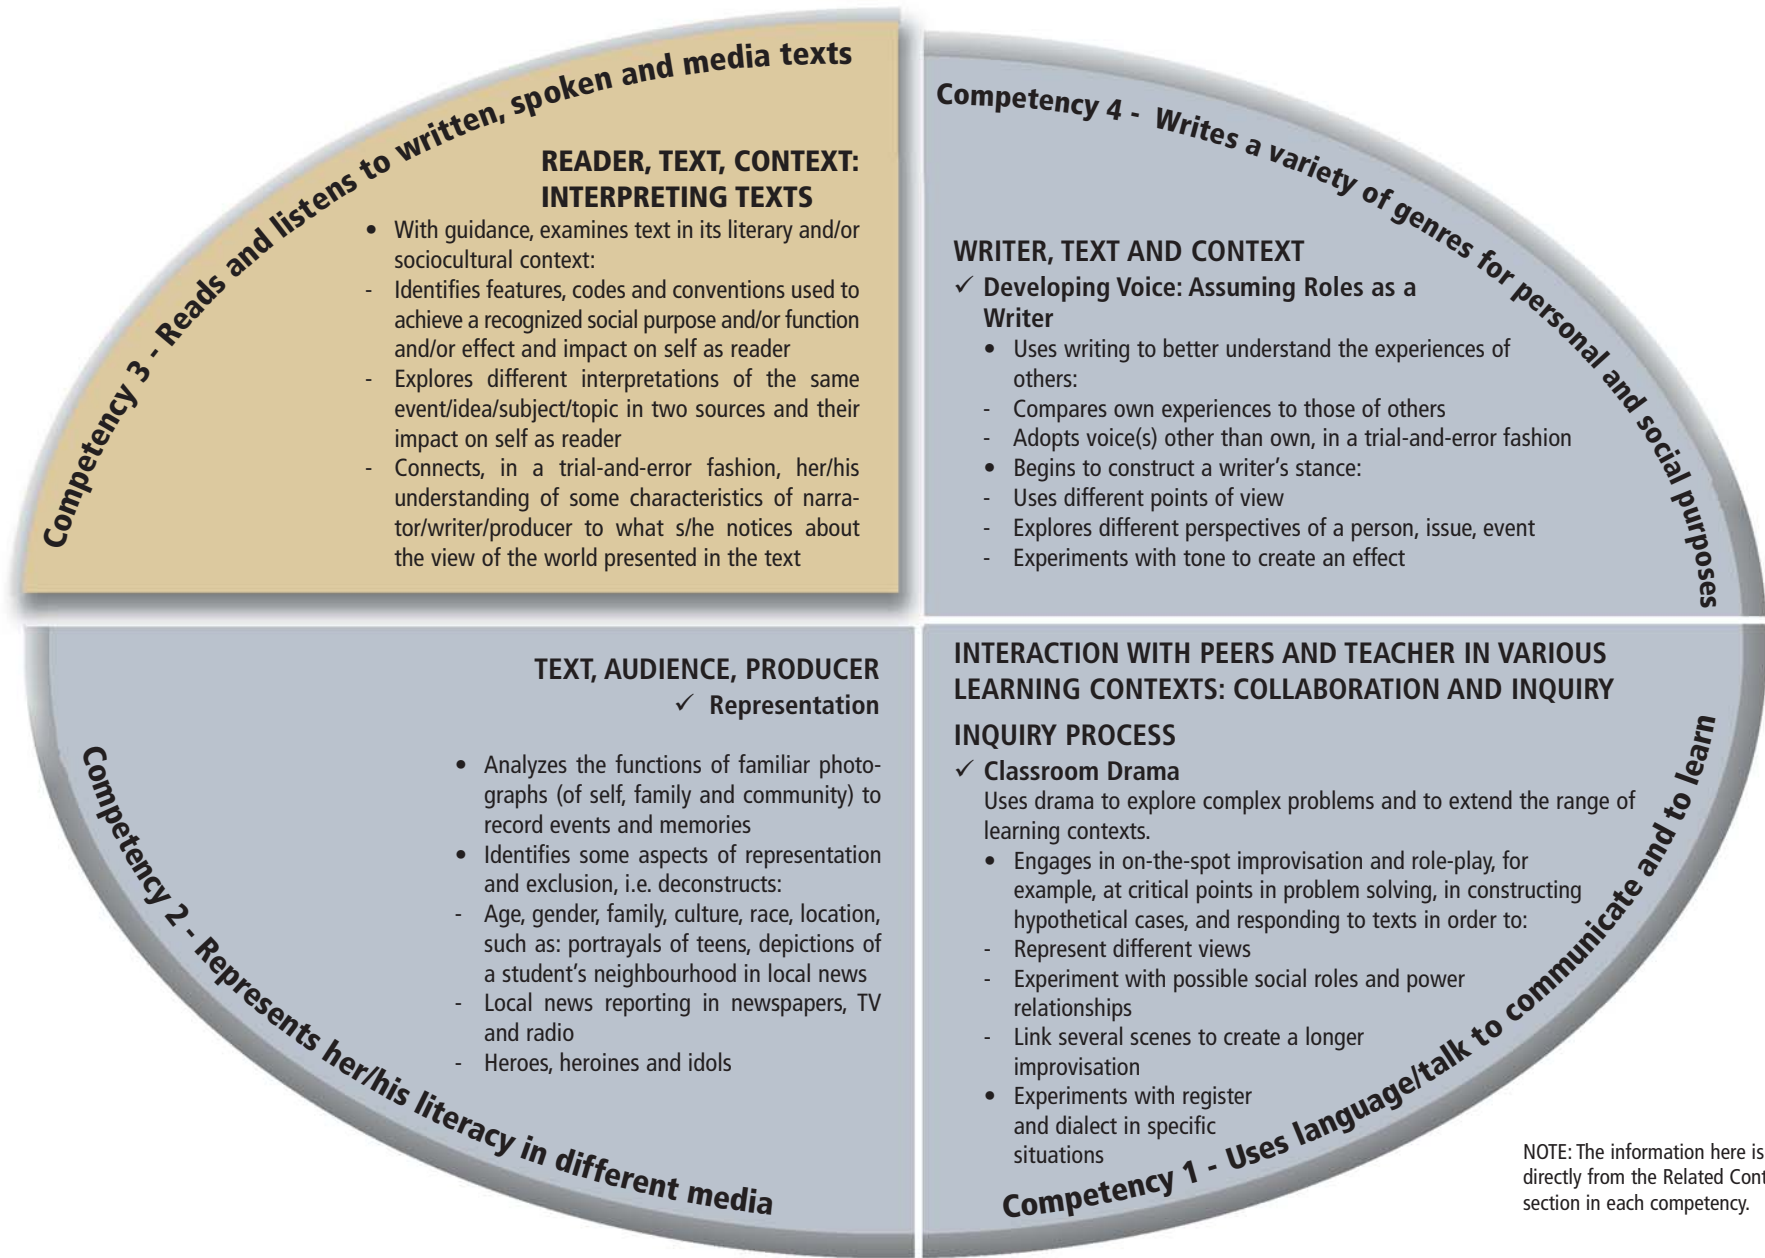 Competency 3 - Reads and listens to written, spoken and media texts
READER, TEXT, CONTEXT:
INTERPRETING TEXTS
• With guidance, examines text in its literary and/or
sociocultural context:
- Identifies features, codes and conventions used to
achieve a recognized social purpose and/or function
and/or effect and impact on self as reader
- Explores different interpretations of the same
event/idea/subject/topic in two sources and their
impact on self as reader
- Connects, in a trial-and-error fashion, her/his
understanding of some characteristics of narra-
tor/writer/producer to what s/he notices about
the view of the world presented in the text
Competency 4 - Writes a variety of genres for personal and social purposes
WRITER, TEXT AND CONTEXT
✓ Developing Voice: Assuming Roles as a
Writer
• Uses writing to better understand the experiences of
others:
- Compares own experiences to those of others
- Adopts voice(s) other than own, in a trial-and-error fashion
• Begins to construct a writer's stance:
- Uses different points of view
- Explores different perspectives of a person, issue, event
- Experiments with tone to create an effect
TEXT, AUDIENCE, PRODUCER
✓ Representation
• Analyzes the functions of familiar photo-
graphs (of self, family and community) to
record events and memories
• Identifies some aspects of representation
and exclusion, i.e. deconstructs:
- Age, gender, family, culture, race, location,
such as: portrayals of teens, depictions of
a student's neighbourhood in local news
- Local news reporting in newspapers, TV
and radio
- Heroes, heroines and idols
Competency 2 - Represents her/his literacy in different media
INTERACTION WITH PEERS AND TEACHER IN VARIOUS
LEARNING CONTEXTS: COLLABORATION AND INQUIRY
INQUIRY PROCESS
✓ Classroom Drama
Uses drama to explore complex problems and to extend the range of
learning contexts.
• Engages in on-the-spot improvisation and role-play, for
example, at critical points in problem solving, in constructing
hypothetical cases, and responding to texts in order to:
- Represent different views
- Experiment with possible social roles and power
relationships
- Link several scenes to create a longer
improvisation
• Experiments with register
and dialect in specific
situations
Competency 1 - Uses language/talk to communicate and to learn
NOTE: The information here is
directly from the Related Cont
section in each competency.